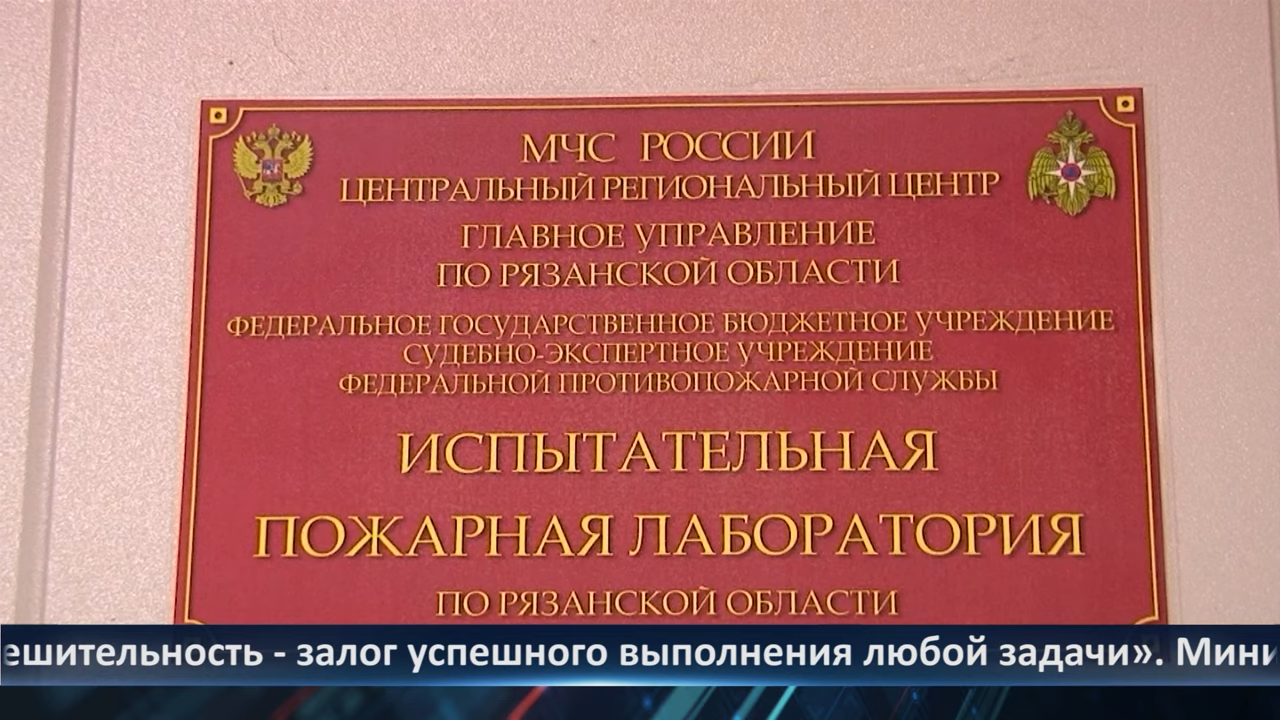 МЧС РОССИИ
ЦЕНТРАЛЬНЫЙ РЕГИОНАЛЬНЫЙ ЦЕНТР
ГЛАВНОЕ УПРАВЛЕНИЕ
ПО РЯЗАНСКОЙ ОБЛАСТИ
ФЕДЕРАЛЬНОЕ ГОСУДАРСТВЕННОЕ БЮДЖЕТНОЕ УЧРЕЖДЕНИЕ
СУДЕБНО-ЭКСПЕРТНОЕ УЧРЕЖДЕНИЕ
ФЕДЕРАЛЬНОЙ ПРОТИВОПОЖАРНОЙ СЛУЖБЫ
ИСПЫТАТЕЛЬНАЯ
ПОЖАРНАЯ ЛАБОРАТОРИЯ
ПО РЯЗАНСКОЙ ОБЛАСТИ
ешительность - залог успешного выполнения любой задачи». Мини